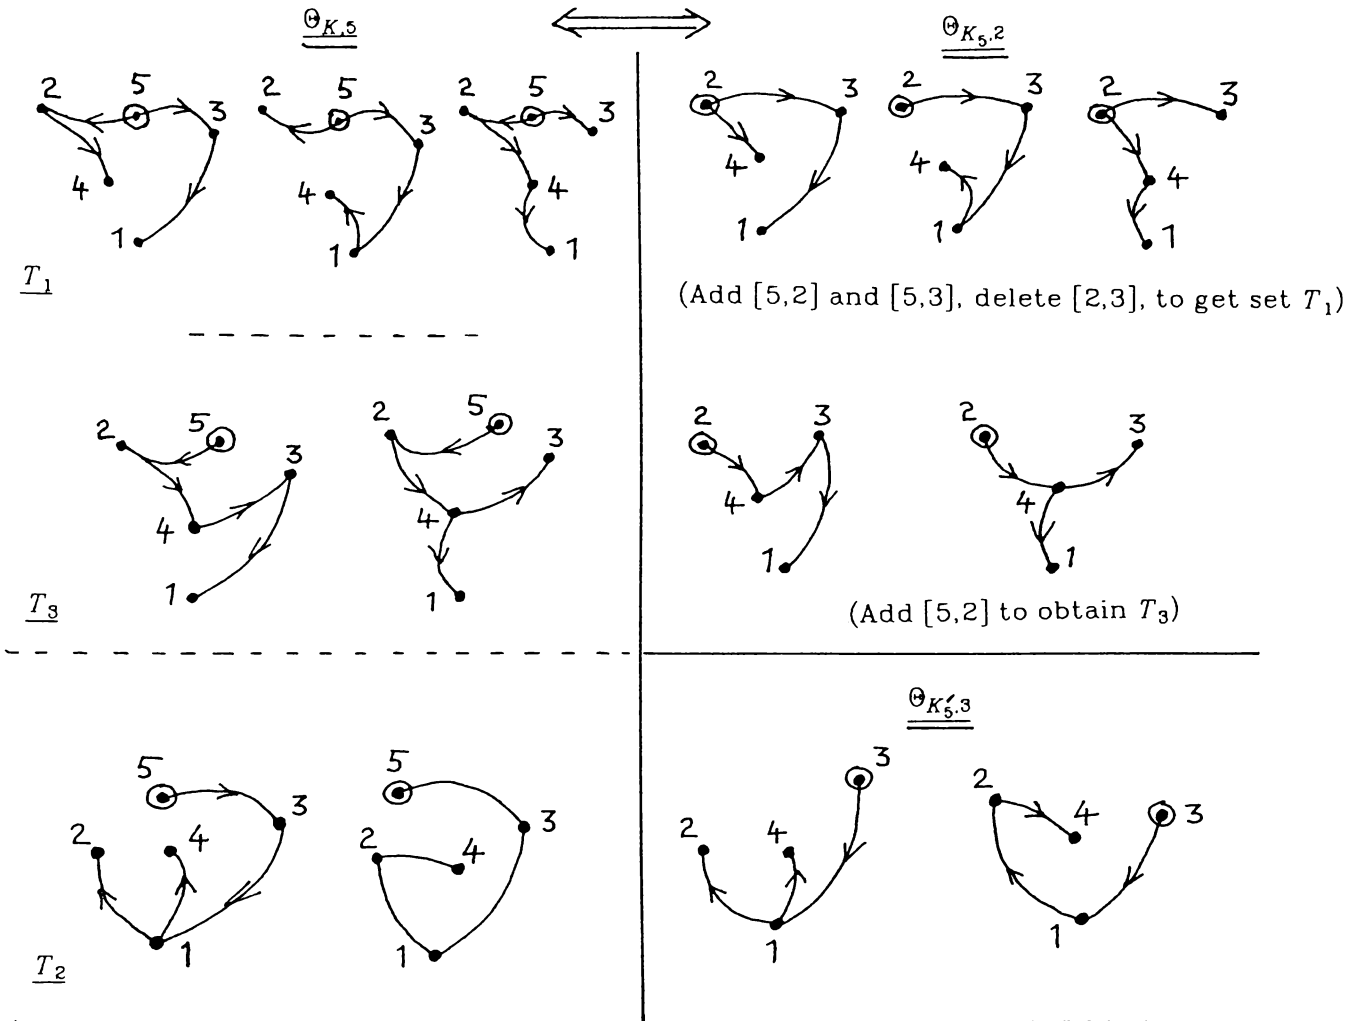 Θ_{K,5}
Θ_{K_5,2}
2 5 3 4 1
2 5 3 4 1
2 5 3 4 1
2 3 4 1
2 3 4 1
2 3 4 1
T_1
(Add [5,2] and [5,3], delete [2,3], to get set T_1)
2 5 3 4 1
2 5 3 4 1
2 3 4 1
2 3 4 1
T_3
(Add [5,2] to obtain T_3)
Θ_{K_5',3}
5 3 2 4 1
5 3 2 4 1
3 2 4 1
2 4 3 1
T_2